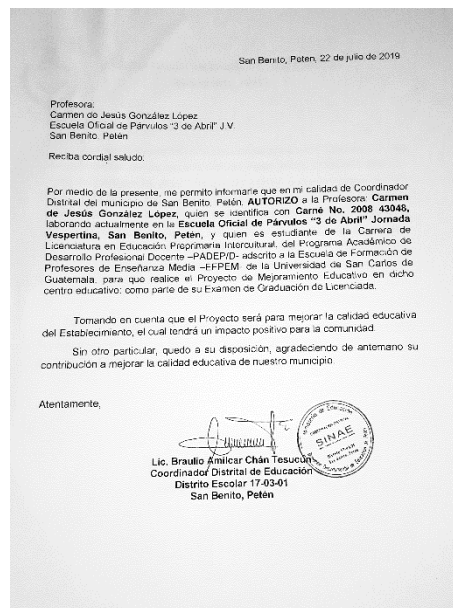 San Benito, Petén, 22 de julio de 2019
Profesora:
Carmen de Jesús González López
Escuela Oficial de Párvulos "3 de Abril" J.V.
San Benito, Petén
Reciba cordial saludo:
Por medio de la presente, me permito informarle que en mi calidad de Coordinador
Distrital del municipio de San Benito, Petén, AUTORIZO a la Profesora: Carmen
de Jesús González López, quien se identifica con Carné No. 2008 43048,
laborando actualmente en la Escuela Oficial de Párvulos "3 de Abril" Jornada
Vespertina, San Benito, Petén, y quien es estudiante de la Carrera de
Licenciatura en Educación Preprimaria Intercultural, del Programa Académico de
Desarrollo Profesional Docente –PADEP/D- adscrito a la Escuela de Formación de
Profesores de Enseñanza Media –EFPEM- de la Universidad de San Carlos de
Guatemala, para que realice el Proyecto de Mejoramiento Educativo en dicho
centro educativo; como parte de su Examen de Graduación de Licenciada.
Tomando en cuenta que el Proyecto será para mejorar la calidad educativa
del Establecimiento, el cual tendrá un impacto positivo para la comunidad.
Sin otro particular, quedo a su disposición, agradeciendo de antemano su
contribución a mejorar la calidad educativa de nuestro municipio
Atentamente,
SINAE
Lic. Braulio Amilcar Chán Tesucún
Coordinador Distrital de Educación
Distrito Escolar 17-03-01
San Benito, Petén